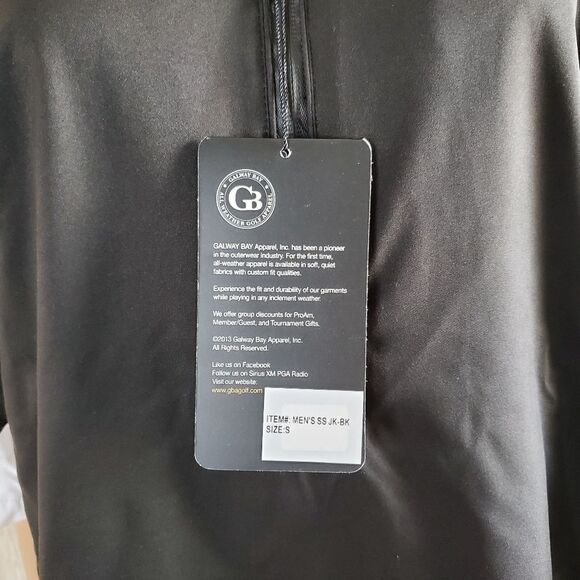 GALWAY BAY
GB
ALL WEATHER GOLF APPAREL
GALWAY BAY Apparel, Inc. has been a pioneer
in the outerwear industry. For the first time,
all-weather apparel is available in soft, quiet
fabrics with custom fit qualities.
Experience the fit and durability of our garments
while playing in any inclement weather.
We offer group discounts for ProAm,
Member/Guest, and Tournament Gifts.
©2013 Galway Bay Apparel, Inc.
All Rights Reserved.
Like us on Facebook
Follow us on Sirius XM PGA Radio
Visit our website:
www.gbagolf.com
ITEM#: MEN'S SS JK-BK
SIZE:S